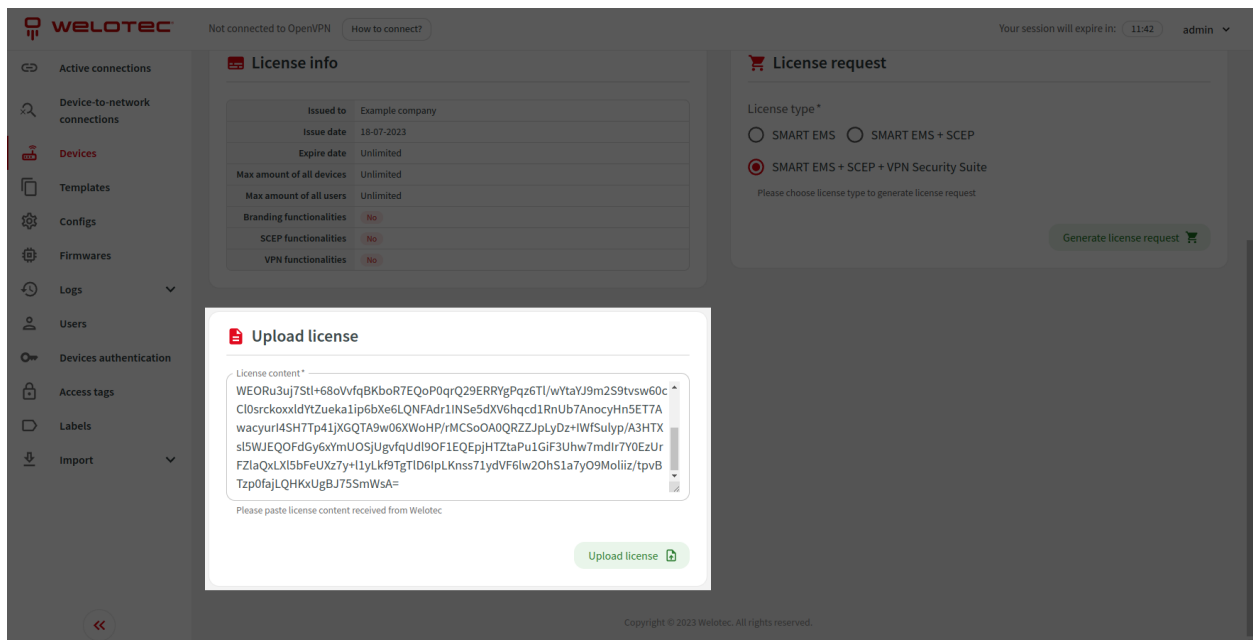 WELOTEC
Not connected to OpenVPN
How to connect?
Your session will expire in:
11:42
admin
Active connections
Device-to-network
connections
Devices
Templates
Configs
Firmwares
Logs
Users
Devices authentication
Access tags
Labels
Import
License info
Issued to Example company
Issue date 18-07-2023
Expire date Unlimited
Max amount of all devices Unlimited
Max amount of all users Unlimited
Branding functionalities No
SCEP functionalities No
VPN functionalities No
License request
License type*
SMART EMS
SMART EMS + SCEP
SMART EMS + SCEP + VPN Security Suite
Please choose license type to generate license request
Generate license request
Upload license
License content*
WEORu3uj7Stl+68oVvfqBKboR7EQoP0qrQ29ERRYgPqz6Tl/wYtaYJ9m2S9tvsw60c
Cl0srckoxxldYtZueka1ip6bXe6LQNFAdr1INSe5dXV6hqcd1RnUb7AnocyHn5ET7A
wacyurI4SH7Tp41jXGQTA9w06XWoHP/rMCSoOA0QRZZJpLyDz+IWfSulyp/A3HTX
sl5WJEQOFdGy6xYmUOSjUgvfqUdl9OF1EQEpjHTZtaPu1GiF3Uhw7mdIr7Y0EzUr
FZlaQxLXl5bFeUXz7y+l1yLkf9TgTlD6IpLKnss71ydVF6lw2OhS1a7yO9Moliiz/tpvB
Tzp0fajLQHKxUgBJ75SmWsA=
Please paste license content received from Welotec
Upload license
Copyright © 2023 Welotec. All rights reserved.